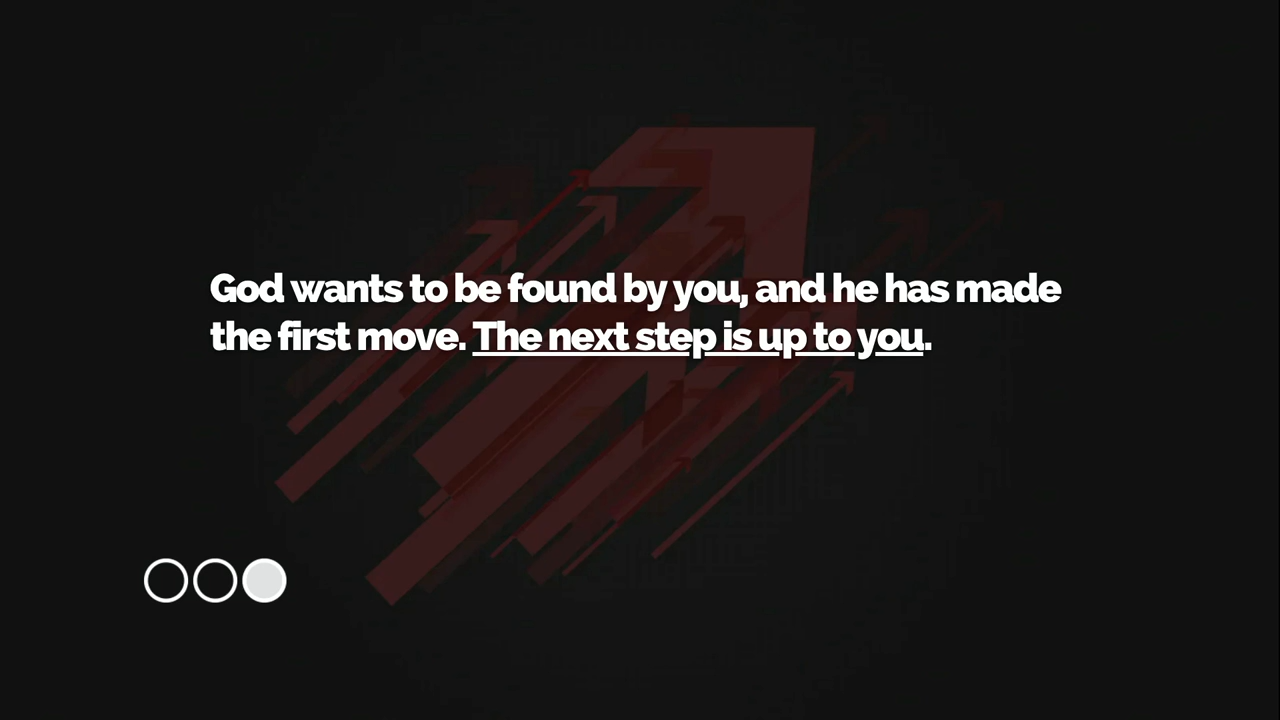 God wants to be found by you, and he has made
the first move. The next step is up to you.